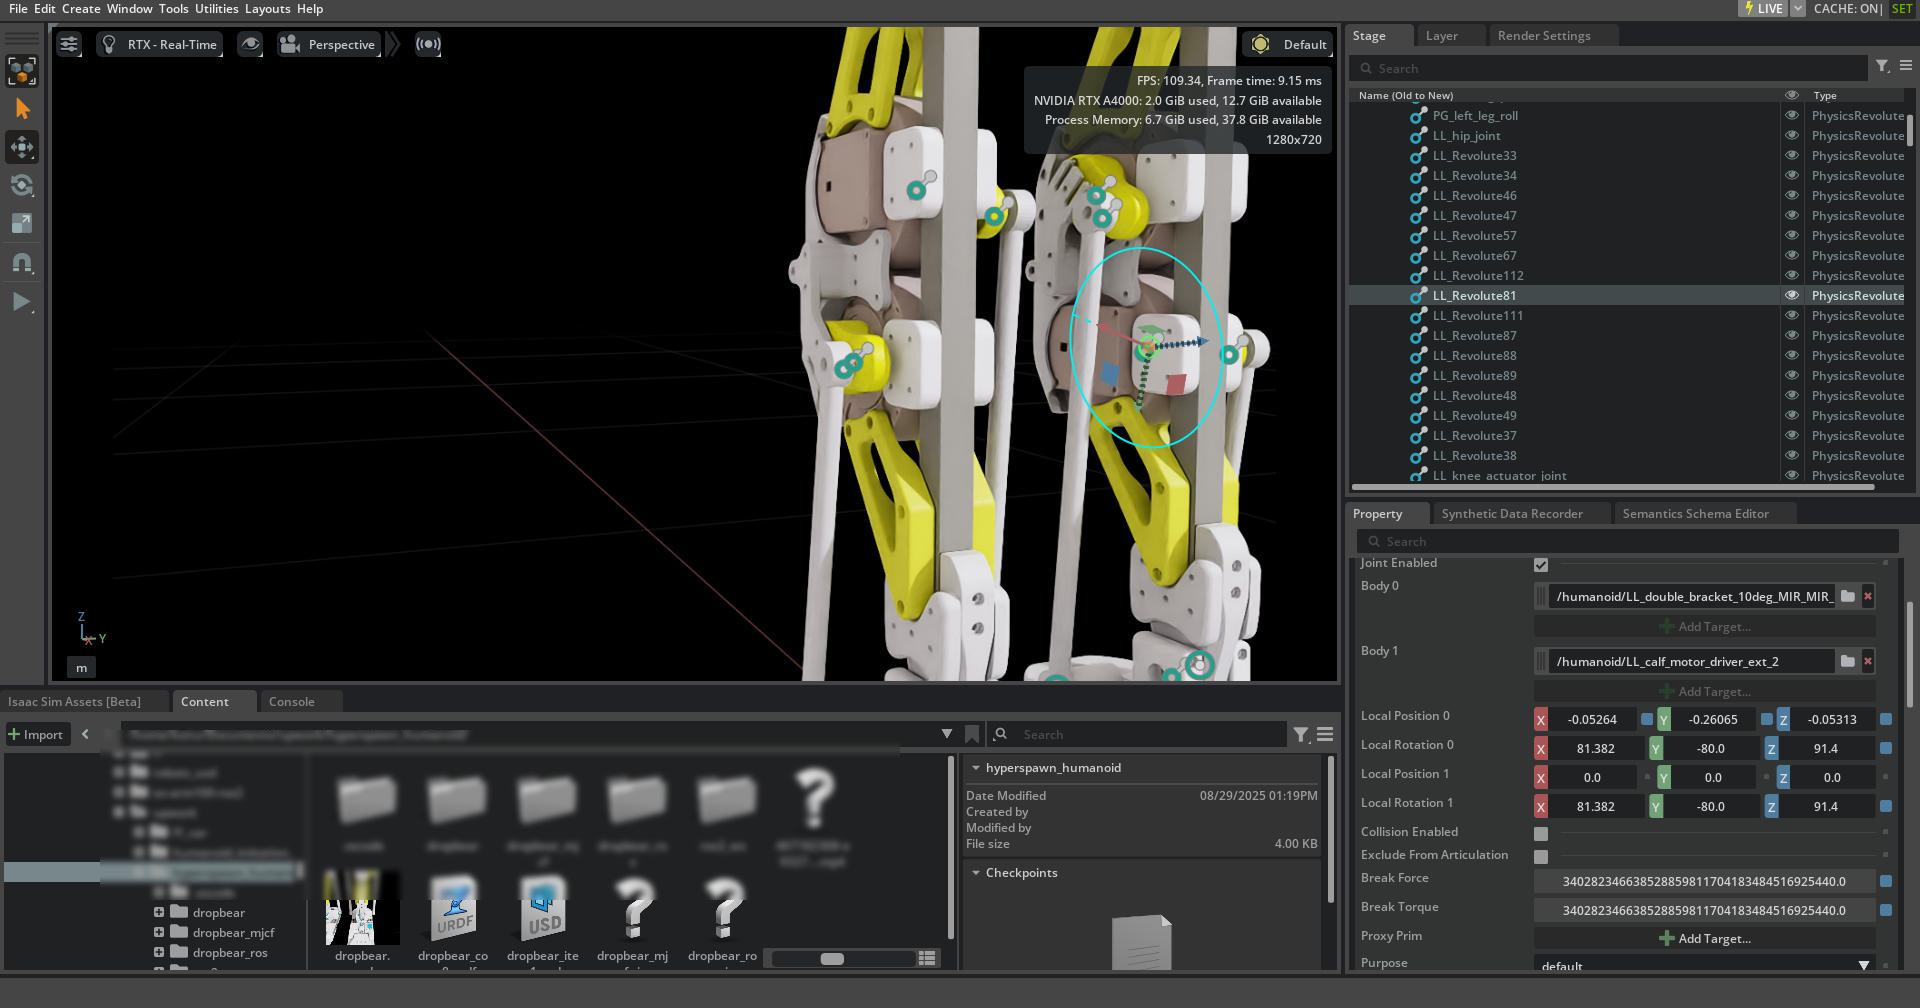 File Edit Create Window Tools Utilities Layouts Help
LIVE CACHE: ON| SET
RTX - Real-Time
Perspective
Default
FPS: 109.34, Frame time: 9.15 ms
NVIDIA RTX A4000: 2.0 GiB used, 12.7 GiB available
Process Memory: 6.7 GiB used, 37.8 GiB available
1280x720
Z
X Y
m
Stage Layer Render Settings
Search
Name (Old to New) Type
PG_left_leg_roll PhysicsRevolute
LL_hip_joint PhysicsRevolute
LL_Revolute33 PhysicsRevolute
LL_Revolute34 PhysicsRevolute
LL_Revolute46 PhysicsRevolute
LL_Revolute47 PhysicsRevolute
LL_Revolute57 PhysicsRevolute
LL_Revolute67 PhysicsRevolute
LL_Revolute112 PhysicsRevolute
LL_Revolute81 PhysicsRevolute
LL_Revolute111 PhysicsRevolute
LL_Revolute87 PhysicsRevolute
LL_Revolute88 PhysicsRevolute
LL_Revolute89 PhysicsRevolute
LL_Revolute48 PhysicsRevolute
LL_Revolute49 PhysicsRevolute
LL_Revolute37 PhysicsRevolute
LL_Revolute38 PhysicsRevolute
LL_knee_actuator_joint PhysicsRevolute
Property Synthetic Data Recorder Semantics Schema Editor
Search
Joint Enabled
Body 0 /humanoid/LL_double_bracket_10deg_MIR_MIR_
Add Target...
Body 1 /humanoid/LL_calf_motor_driver_ext_2
Add Target...
Local Position 0 X -0.05264 Y -0.26065 Z -0.05313
Local Rotation 0 X 81.382 Y -80.0 Z 91.4
Local Position 1 X 0.0 Y 0.0 Z 0.0
Local Rotation 1 X 81.382 Y -80.0 Z 91.4
Collision Enabled
Exclude From Articulation
Break Force 340282346638528859811704183484516925440.0
Break Torque 340282346638528859811704183484516925440.0
Proxy Prim Add Target...
Purpose default
Isaac Sim Assets [Beta] Content Console
Import
Search
dropbear
dropbear_mjcf
dropbear_ros
URDF
USD
dropbear.
dropbear_co
dropbear_ite
dropbear_mj
dropbear_ro
hyperspawn_humanoid
Date Modified 08/29/2025 01:19PM
Created by
Modified by
File size 4.00 KB
Checkpoints